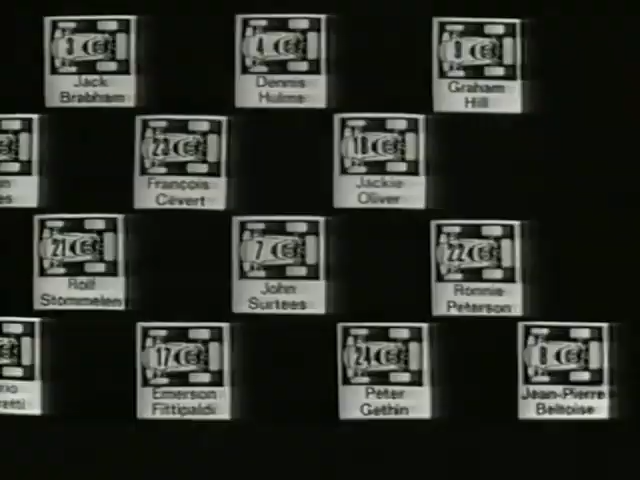 3
Jack
Brabham
4
Dennis
Hulme
Graham
Hill
23
François
Cevert
Jackie
Oliver
21
Rolf
Stommelen
7
John
Surtees
22
Ronnie
Peterson
17
Emerson
Fittipaldi
24
Peter
Gethin
8
Jean-Pierre
Beltoise